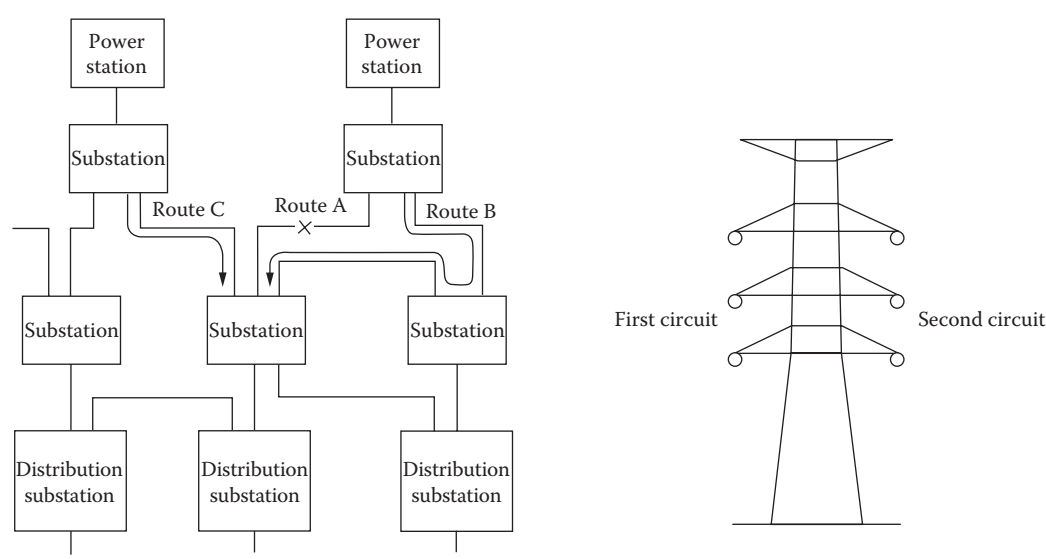 Power
station
Power
station
Substation
Substation
Route C
Route A
Route B
Substation
Substation
Substation
First circuit
Second circuit
Distribution
substation
Distribution
substation
Distribution
substation